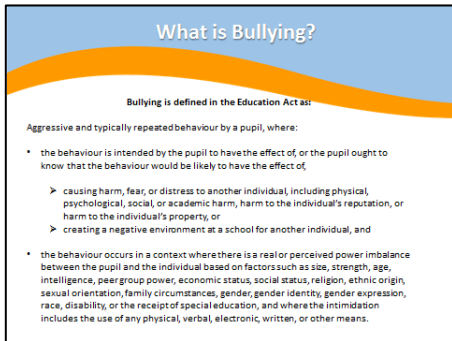 What is Bullying?
Bullying is defined in the Education Act as:
Aggressive and typically repeated behaviour by a pupil, where:
• the behaviour is intended by the pupil to have the effect of, or the pupil ought to
know that the behaviour would be likely to have the effect of,
➢ causing harm, fear, or distress to another individual, including physical,
psychological, social, or academic harm, harm to the individual's reputation, or
harm to the individual's property, or
➢ creating a negative environment at a school for another individual, and
• the behaviour occurs in a context where there is a real or perceived power imbalance
between the pupil and the individual based on factors such as size, strength, age,
intelligence, peer group power, economic status, social status, religion, ethnic origin,
sexual orientation, family circumstances, gender, gender identity, gender expression,
race, disability, or the receipt of special education, and where the intimidation
includes the use of any physical, verbal, electronic, written, or other means.